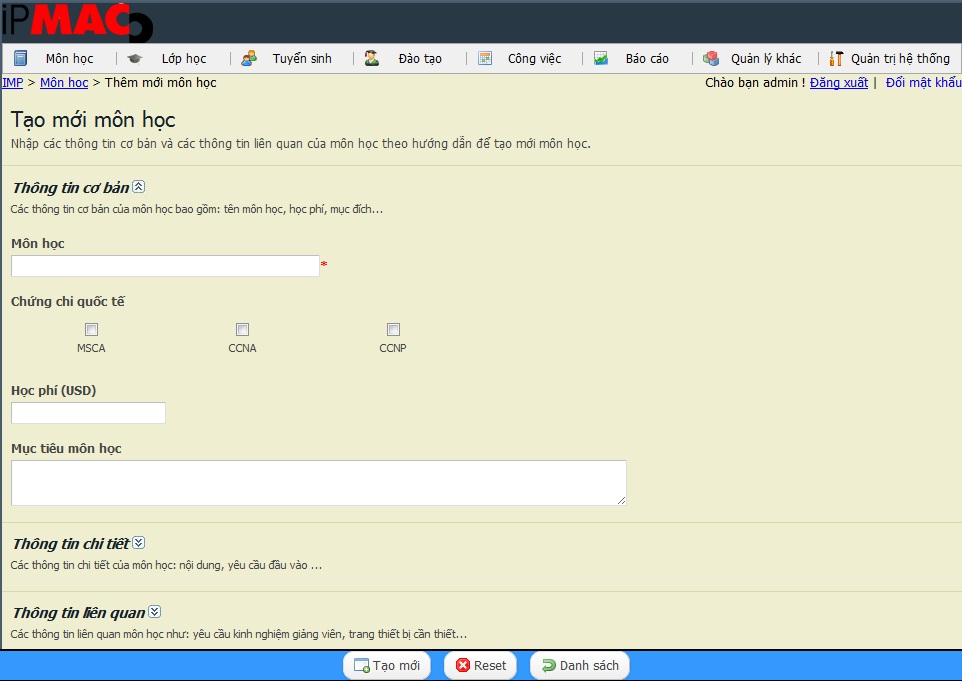 iPMAC
Môn học | Lớp học | Tuyển sinh | Đào tạo | Công việc | Báo cáo | Quản lý khác | Quản trị hệ thống
IMP > Môn học > Thêm mới môn học Chào bạn admin ! Đăng xuất | Đổi mật khẩu
Tạo mới môn học
Nhập các thông tin cơ bản và các thông tin liên quan của môn học theo hướng dẫn để tạo mới môn học.
Thông tin cơ bản
Các thông tin cơ bản của môn học bao gồm: tên môn học, học phí, mục đích...
Môn học
*
Chứng chỉ quốc tế
MSCA CCNA CCNP
Học phí (USD)
Mục tiêu môn học
Thông tin chi tiết
Các thông tin chi tiết của môn học: nội dung, yêu cầu đầu vào ...
Thông tin liên quan
Các thông tin liên quan môn học như: yêu cầu kinh nghiệm giảng viên, trang thiết bị cần thiết...
Tạo mới Reset Danh sách